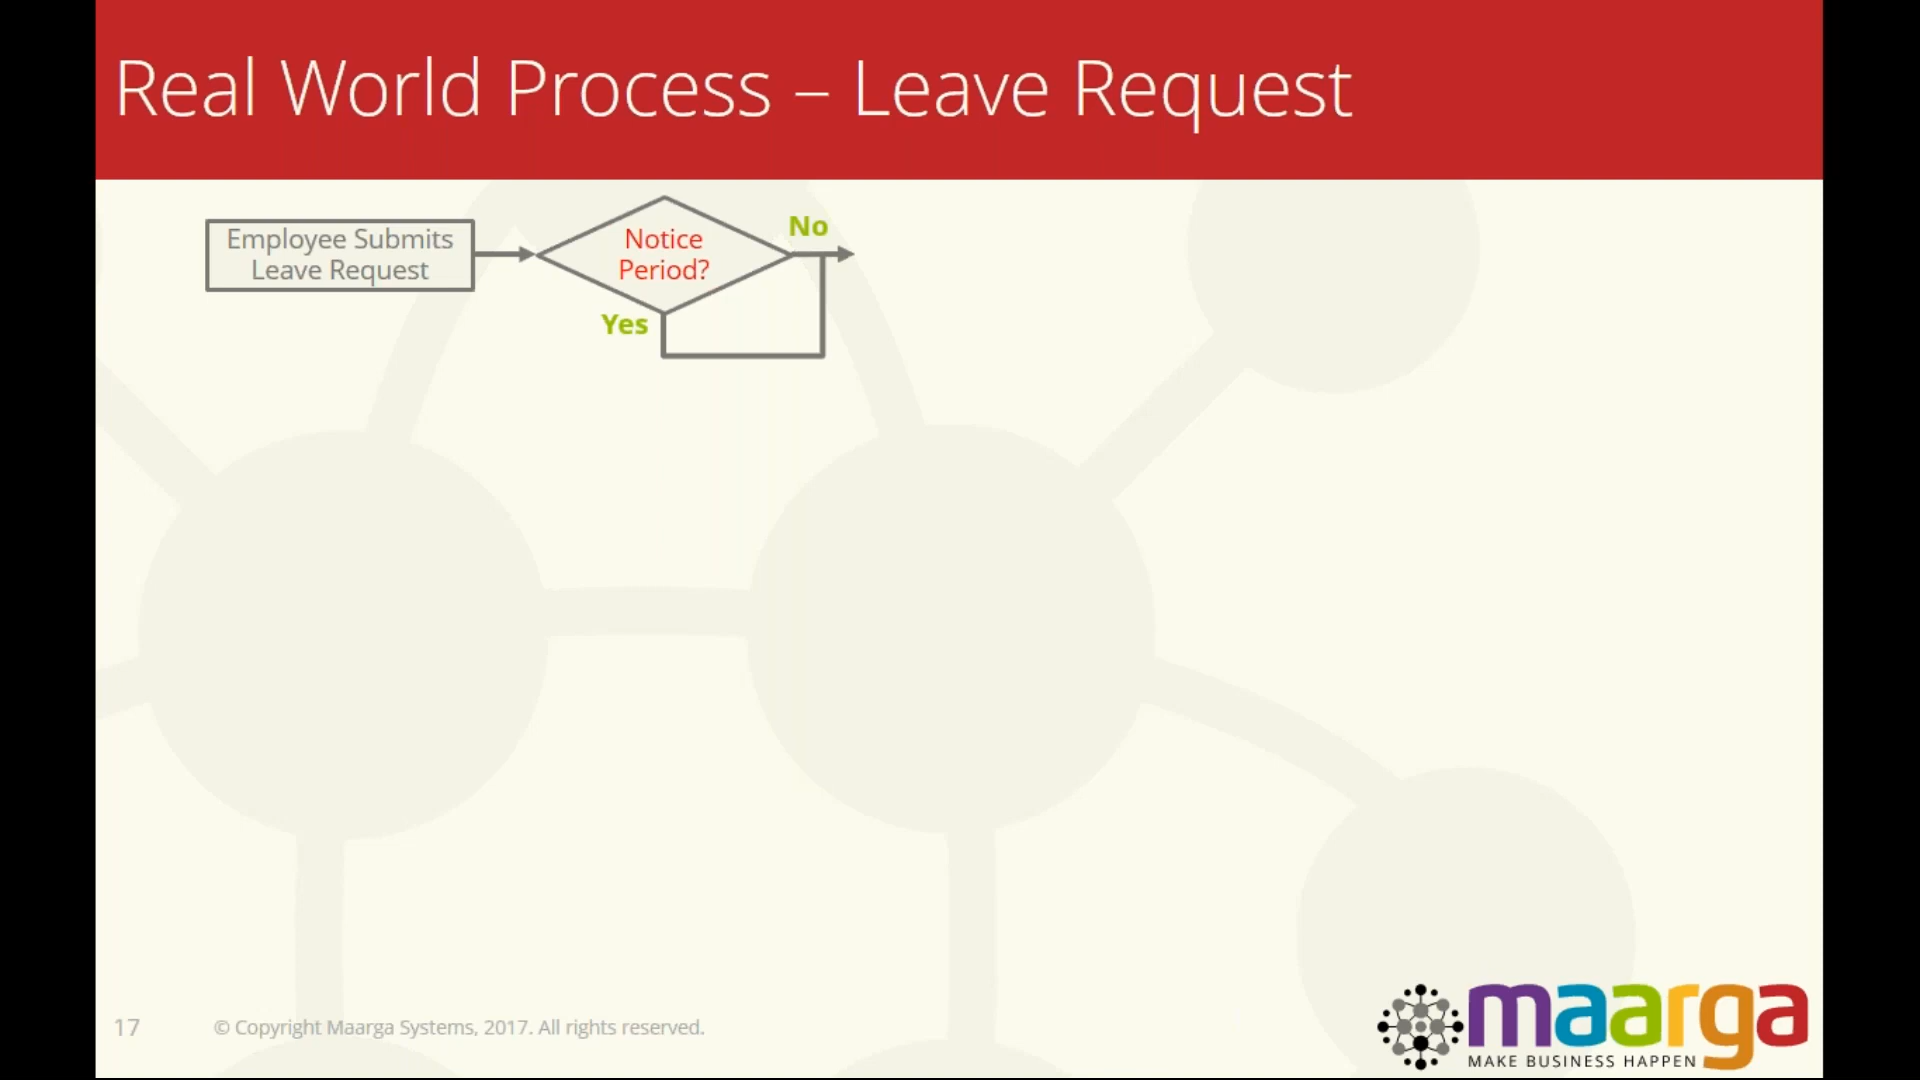 Real World Process – Leave Request
Employee Submits
Leave Request
Notice
Period?
No
Yes
17
© Copyright Maarga Systems, 2017. All rights reserved.
maarga
MAKE BUSINESS HAPPEN